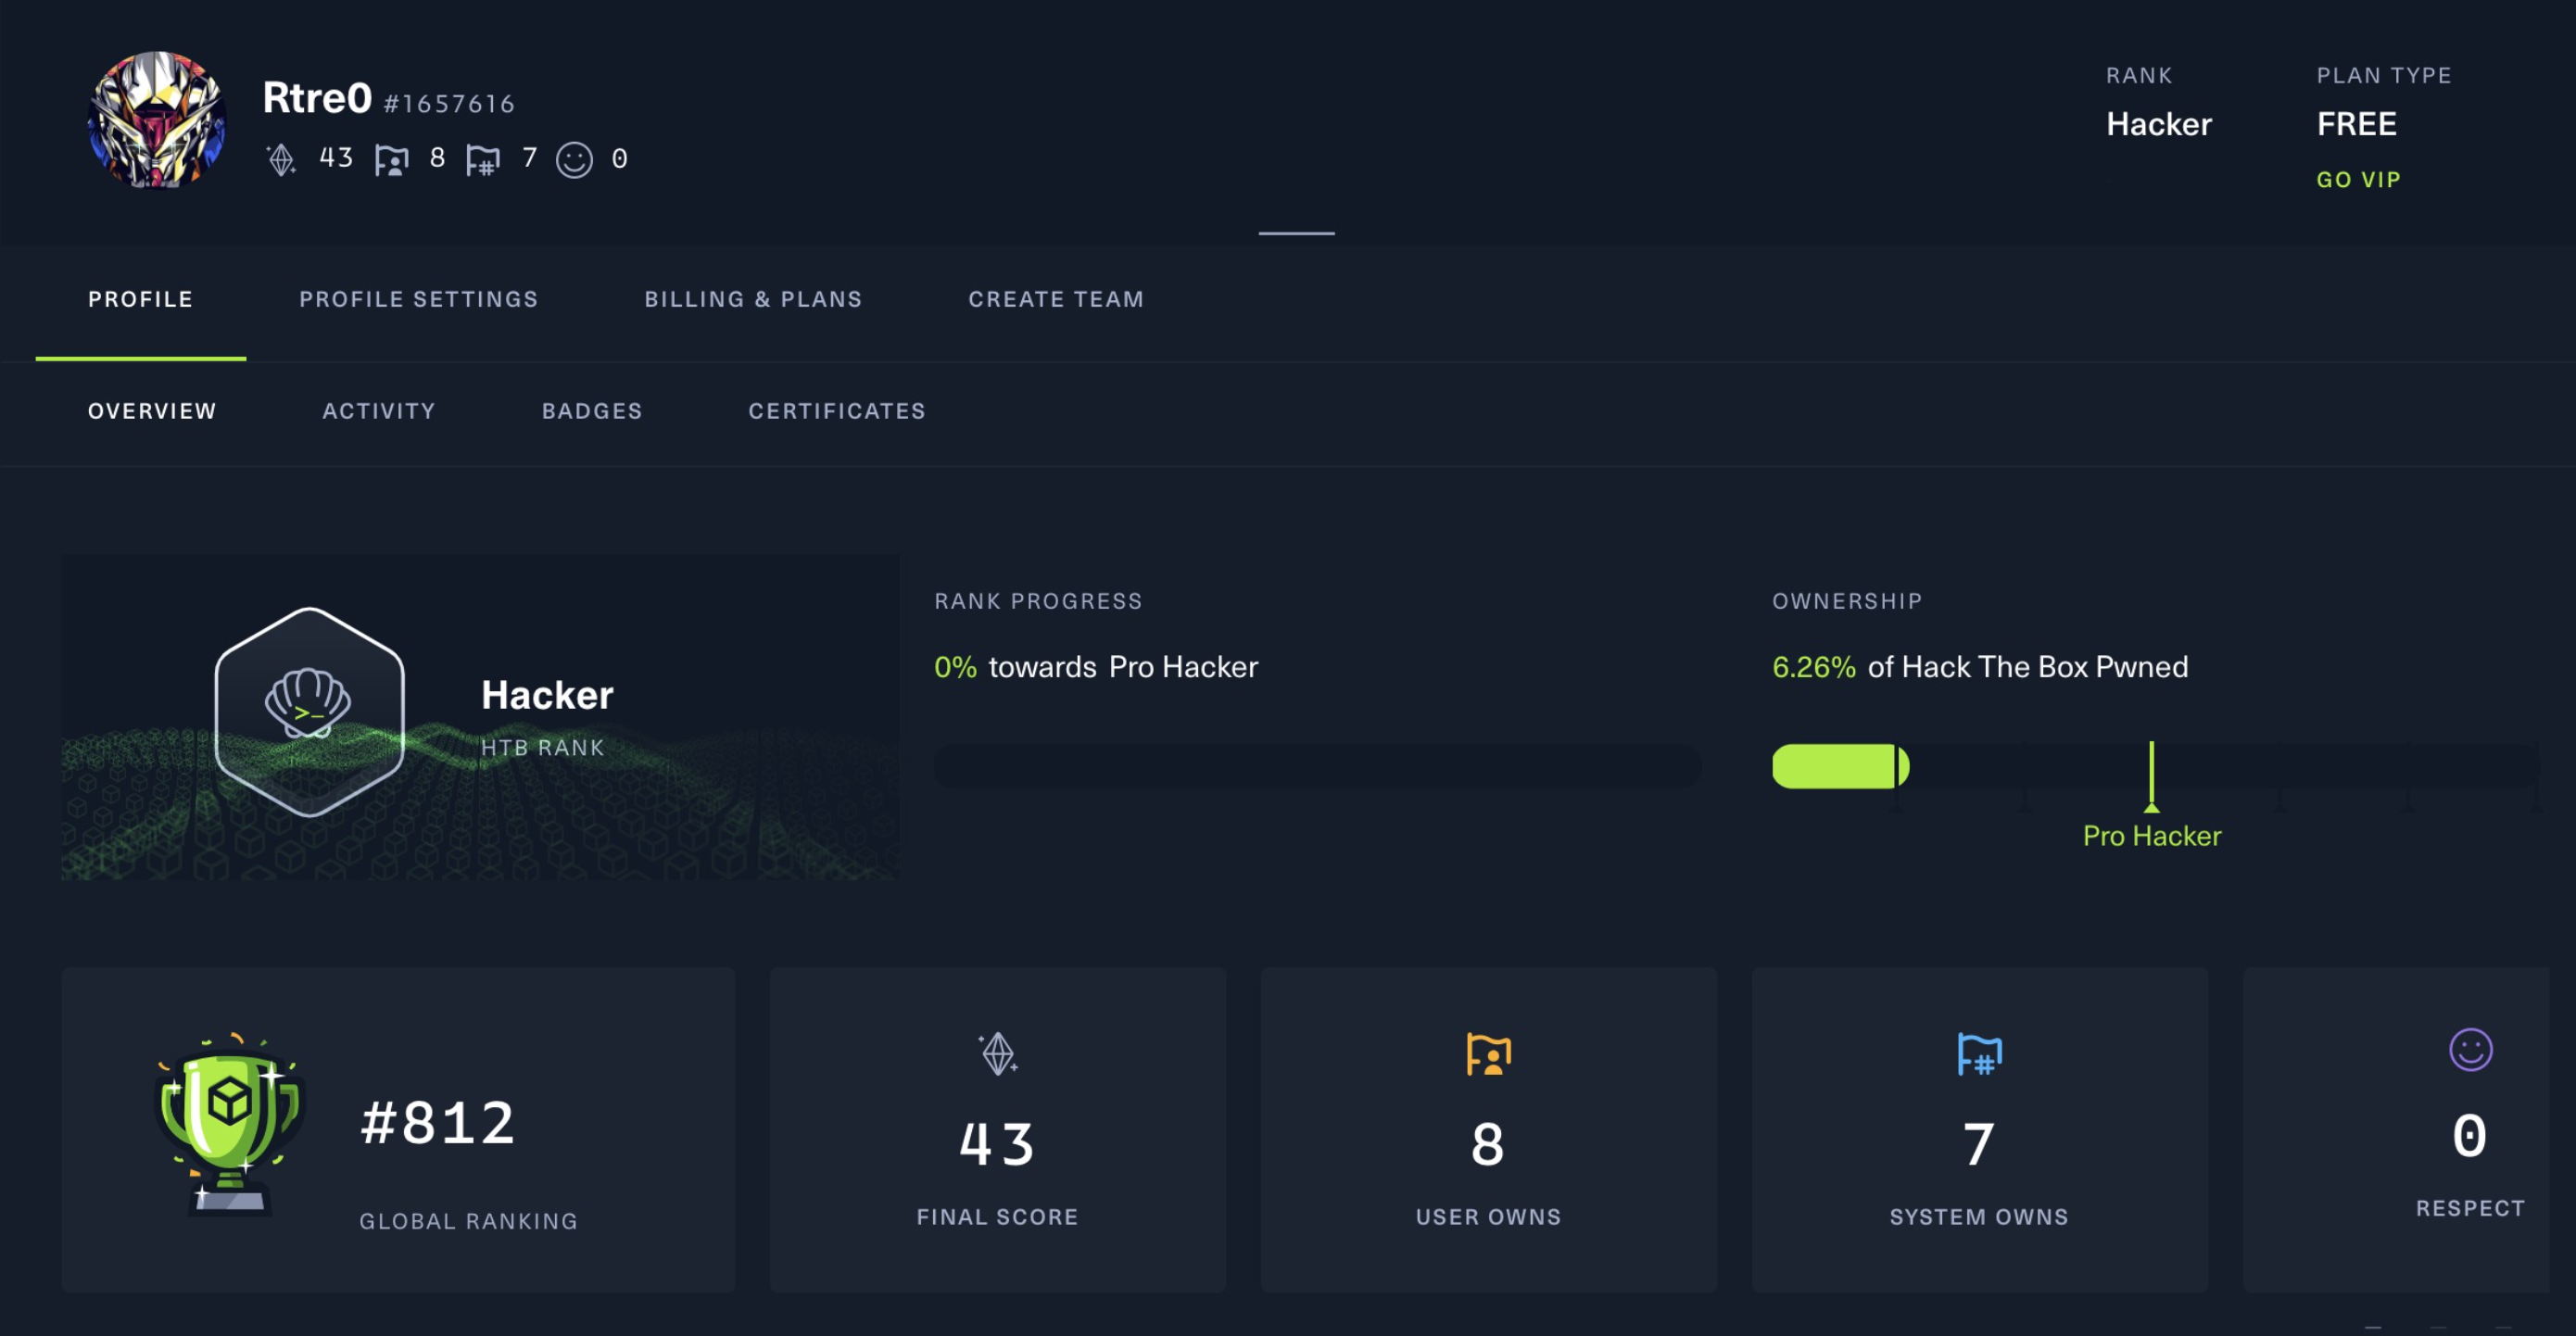 Rtre0 #1657616
43 8 7 0
RANK
Hacker
PLAN TYPE
FREE
GO VIP
PROFILE PROFILE SETTINGS BILLING & PLANS CREATE TEAM
OVERVIEW ACTIVITY BADGES CERTIFICATES
>_
Hacker
HTB RANK
RANK PROGRESS
0% towards Pro Hacker
OWNERSHIP
6.26% of Hack The Box Pwned
Pro Hacker
#812
GLOBAL RANKING
43
FINAL SCORE
8
USER OWNS
7
SYSTEM OWNS
0
RESPECT